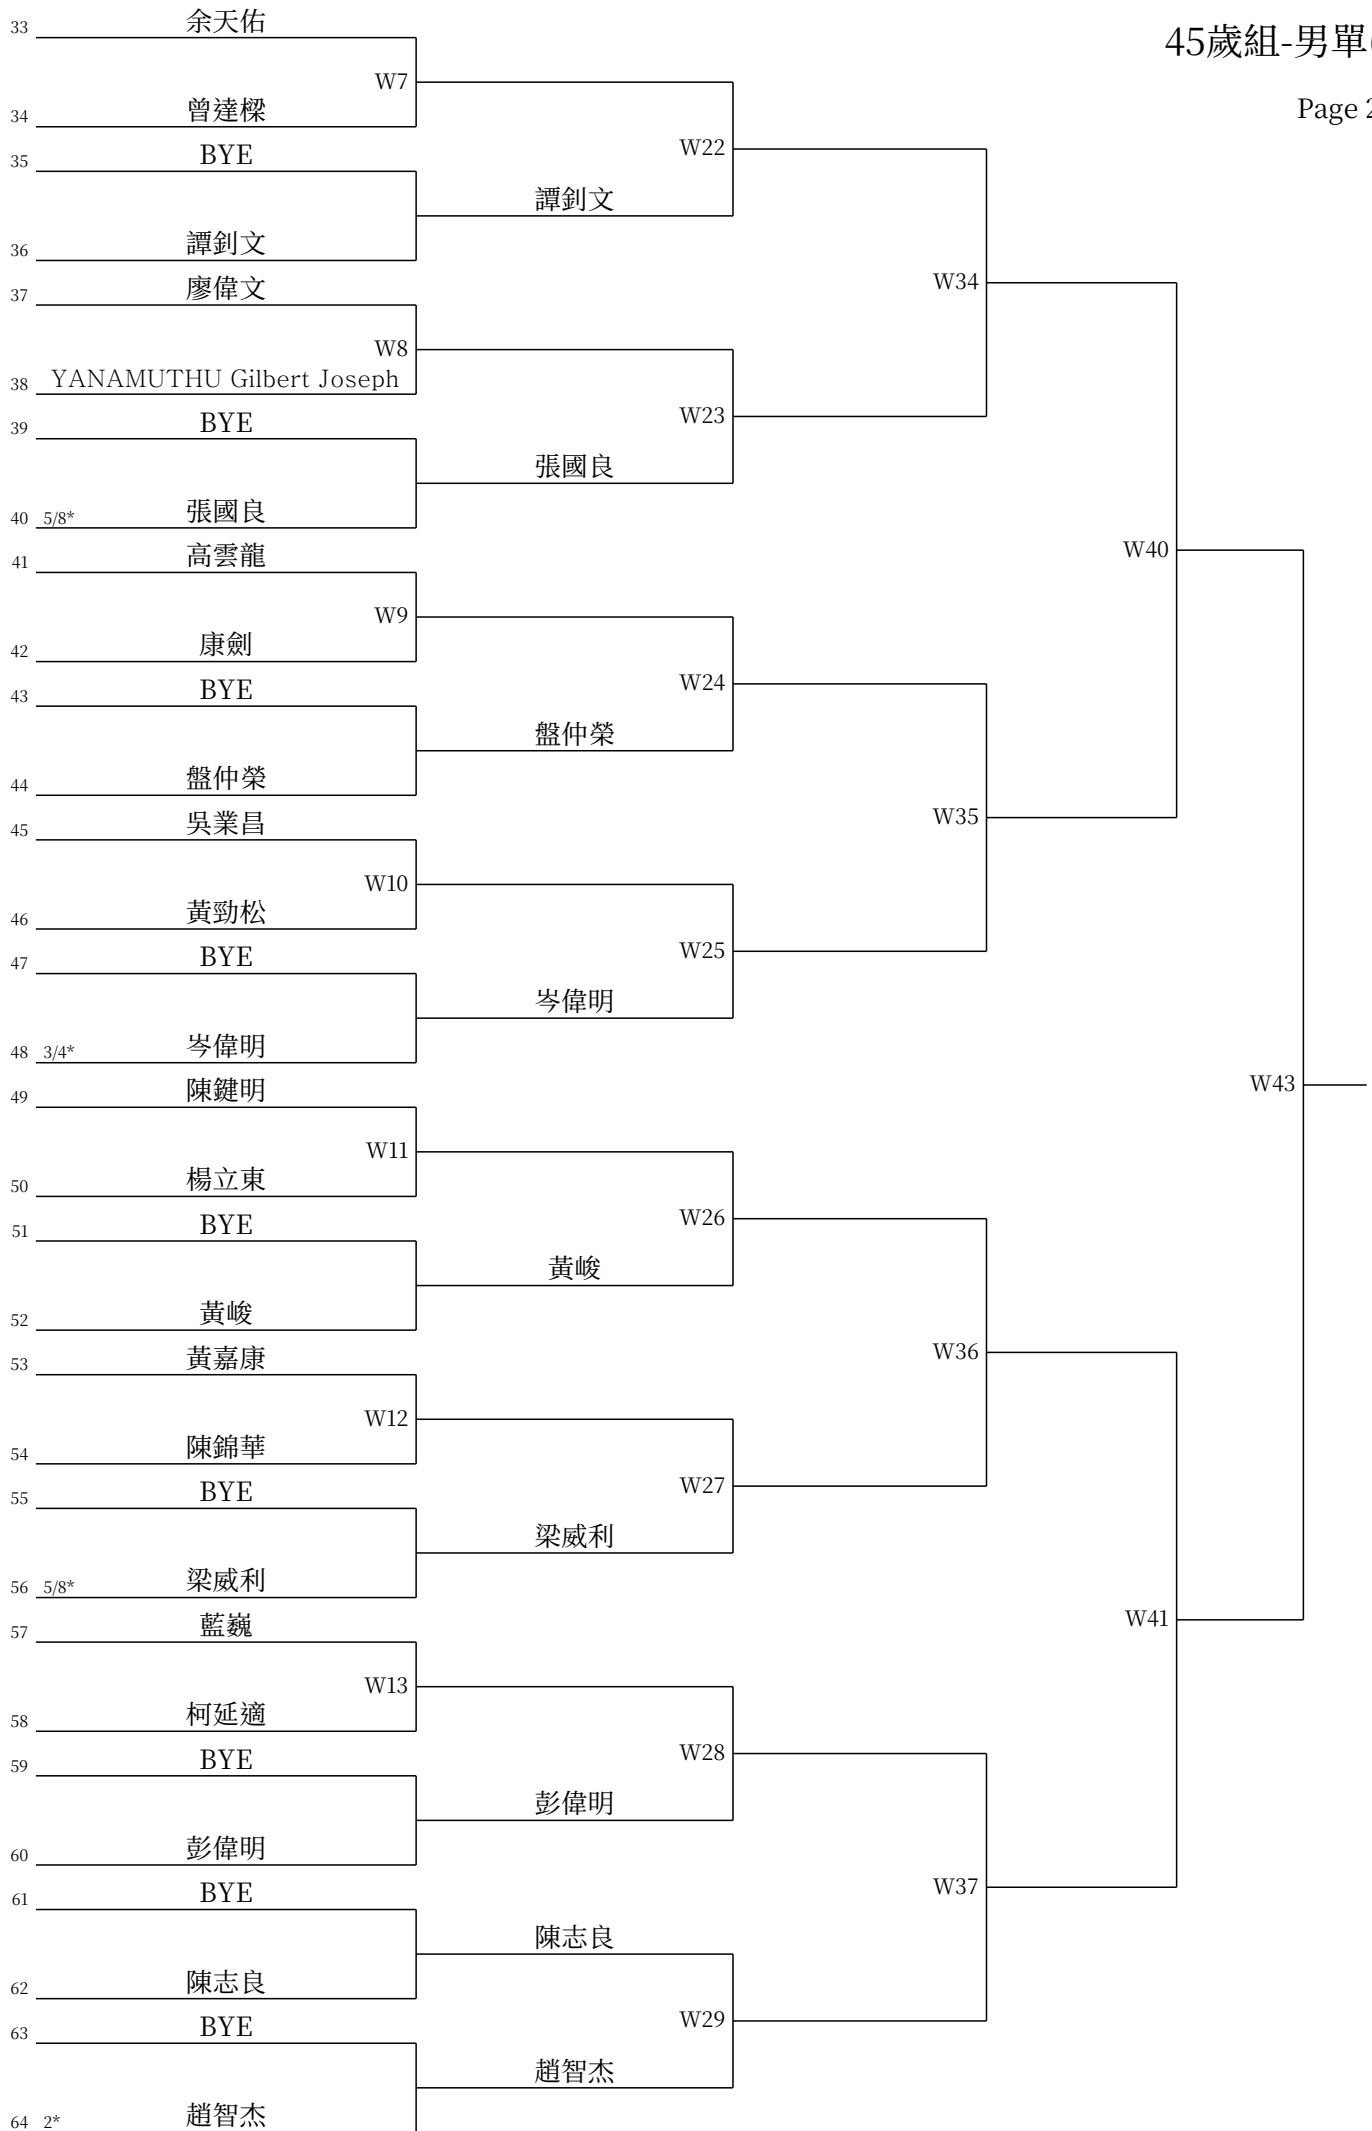 45歲組-男單
Page 2
33 余天佑
W7
34 曾達樑
35 BYE
W22
譚釗文
36 譚釗文
37 廖偉文
W34
W8
38 YANAMUTHU Gilbert Joseph
39 BYE
W23
張國良
40 5/8* 張國良
41 高雲龍
W40
W9
42 康劍
43 BYE
W24
盤仲榮
44 盤仲榮
45 吳業昌
W35
W10
46 黃勁松
47 BYE
W25
岑偉明
48 3/4* 岑偉明
49 陳鍵明
W43
W11
50 楊立東
51 BYE
W26
黃峻
52 黃峻
53 黃嘉康
W36
W12
54 陳錦華
55 BYE
W27
梁威利
56 5/8* 梁威利
57 藍巍
W41
W13
58 柯延適
59 BYE
W28
彭偉明
60 彭偉明
61 BYE
W37
陳志良
62 陳志良
63 BYE
W29
趙智杰
64 2* 趙智杰